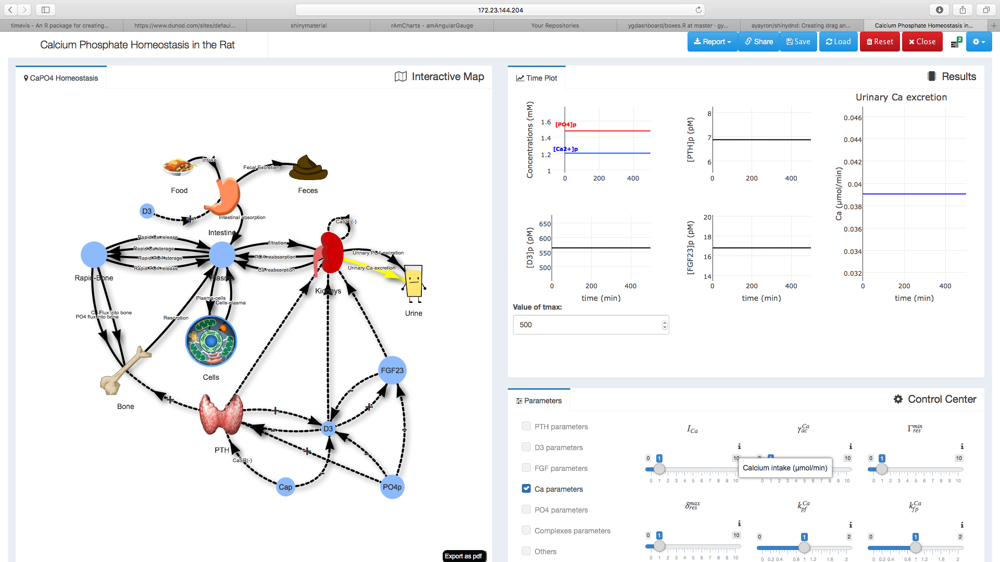 172.23.144.204
timevis - An R package for creating...
https://www.dunod.com/sites/defaul...
shinymaterial
rAmCharts - amAngularGauge
Your Repositories
ygdashboard/boxes.R at master · gy...
ayayron/shinydnd: Creating drag an...
Calcium Phosphate Homeostasis in...
Calcium Phosphate Homeostasis in the Rat
Report
Share
Save
Load
Reset
Close
2
CaPO4 Homeostasis
Interactive Map
Intake
Fecal Excretion
Food
Feces
D3
+
Intestinal absorption
CaSR (-)
Intestine
Rapid Ca release
Rapid Ca storage
Rapid PO4 storage
Rapid PO4 release
filtration
PO4 reabsorption
Ca reabsorption
Urinary PO4 excretion
Urinary Ca excretion
Rapid-Bone
Plasma
Kidneys
Urine
Plasma-cells
Cells-plasma
Ca Flux into bone
PO4 flux into bone
Resorption
Cells
FGF23
-
+
+
+
Bone
D3
-
PTH
+
-
-
CaSR(-)
-
Cap
PO4p
Export as pdf
Time Plot
Results
Concentrations (mM)
1.6
1.4
1.2
1
[PO4]p
[Ca2+]p
0 200 400
[PTH]p (pM)
8
7
6
0 200 400
Urinary Ca excretion
Ca (µmol/min)
0.046
0.044
0.042
0.04
0.038
0.036
0.034
0.032
0 200 400
time (min)
[D3]p (pM)
650
600
550
500
0 200 400
time (min)
[FGF23]p (pM)
20
18
16
14
0 200 400
time (min)
Value of tmax:
500
Parameters
Control Center
PTH parameters
D3 parameters
FGF parameters
Ca parameters
PO4 parameters
Complexes parameters
Others
I_Ca
0 1 10
0 1 2 3 4 5 6 7 8 9 10
γ_ac^Ca
10
0 1 2 3 4 5 6 7 8 9 10
Γ_res^min
0 1 10
0 1 2 3 4 5 6 7 8 9 10
Calcium intake (µmol/min)
δ_res^max
0 1 10
0 1 2 3 4 5 6 7 8 9 10
k_pf^Ca
0 1 2
0 0.2 0.4 0.8 1 1.2 1.6 2
k_fp^Ca
0 1 2
0 0.2 0.4 0.8 1 1.2 1.6 2